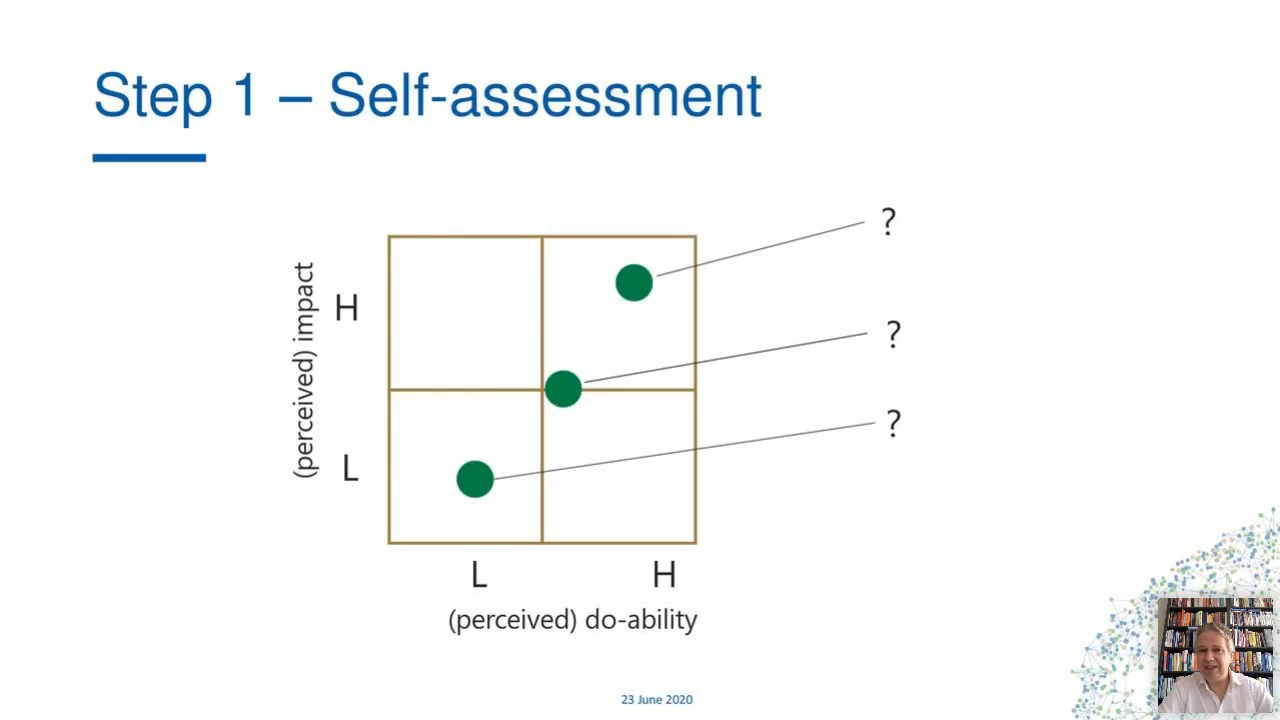 Step 1 – Self-assessment
?
(perceived) impact
H
?
?
L
L
H
(perceived) do-ability
23 June 2020